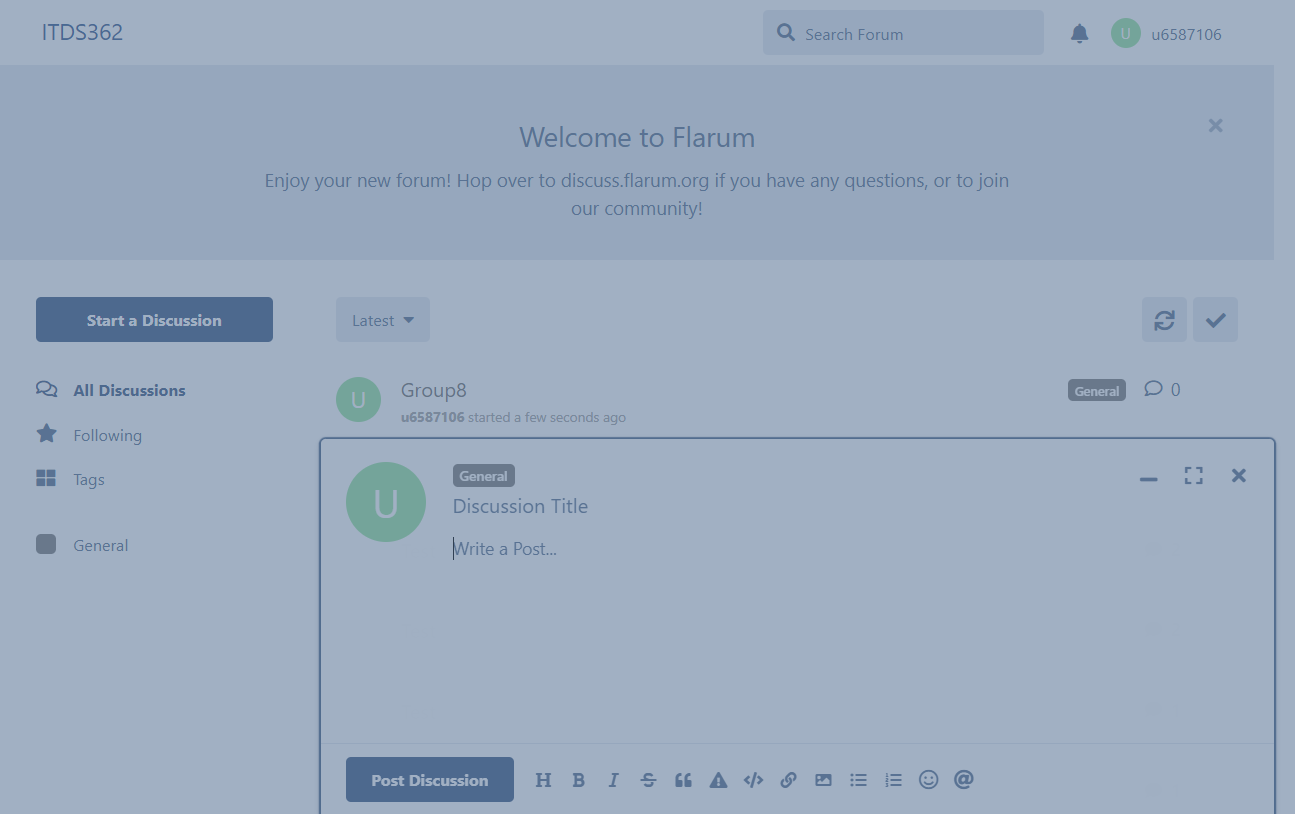 ITDS362
Search Forum
U
u6587106
Welcome to Flarum
Enjoy your new forum! Hop over to discuss.flarum.org if you have any questions, or to join
our community!
Start a Discussion
Latest
All Discussions
Following
Tags
General
U
Group8
General
0
u6587106 started a few seconds ago
U
General
Discussion Title
Write a Post...
Post Discussion